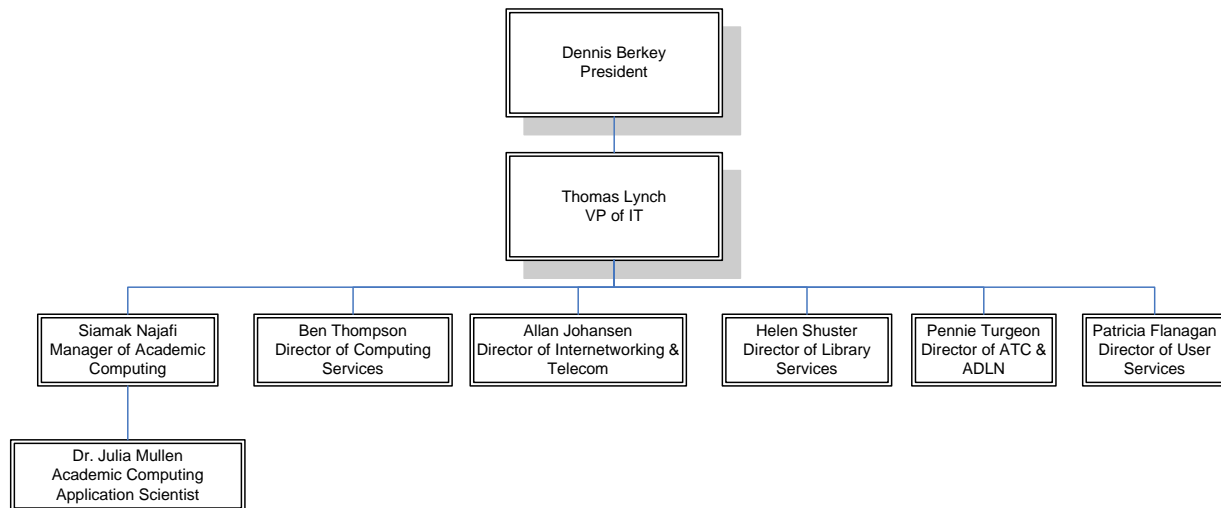 Dennis Berkey
President
Thomas Lynch
VP of IT
Siamak Najafi
Manager of Academic
Computing
Ben Thompson
Director of Computing
Services
Allan Johansen
Director of Internetworking &
Telecom
Helen Shuster
Director of Library
Services
Pennie Turgeon
Director of ATC &
ADLN
Patricia Flanagan
Director of User
Services
Dr. Julia Mullen
Academic Computing
Application Scientist